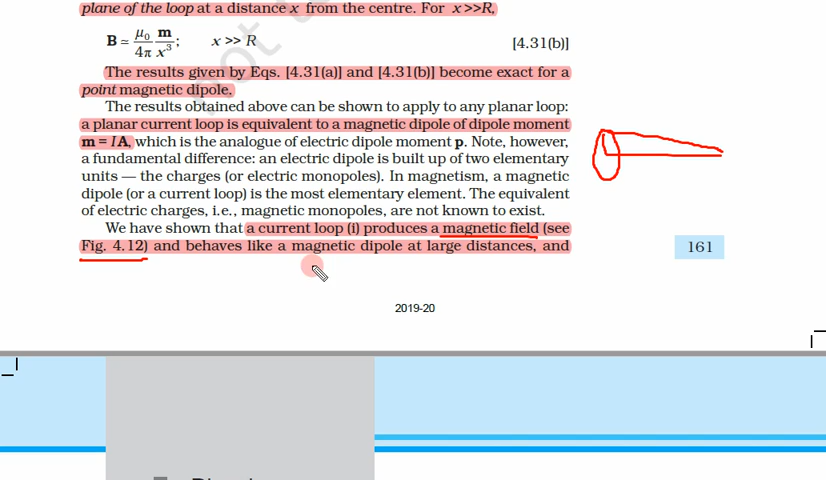 plane of the loop at a distance x from the centre. For x >>R,
B ≃ μ₀/4π m/x³; x >> R [4.31(b)]
The results given by Eqs. [4.31(a)] and [4.31(b)] become exact for a
point magnetic dipole.
The results obtained above can be shown to apply to any planar loop:
a planar current loop is equivalent to a magnetic dipole of dipole moment
m = I A, which is the analogue of electric dipole moment p. Note, however,
a fundamental difference: an electric dipole is built up of two elementary
units — the charges (or electric monopoles). In magnetism, a magnetic
dipole (or a current loop) is the most elementary element. The equivalent
of electric charges, i.e., magnetic monopoles, are not known to exist.
We have shown that a current loop (i) produces a magnetic field (see
Fig. 4.12) and behaves like a magnetic dipole at large distances, and
161
2019-20